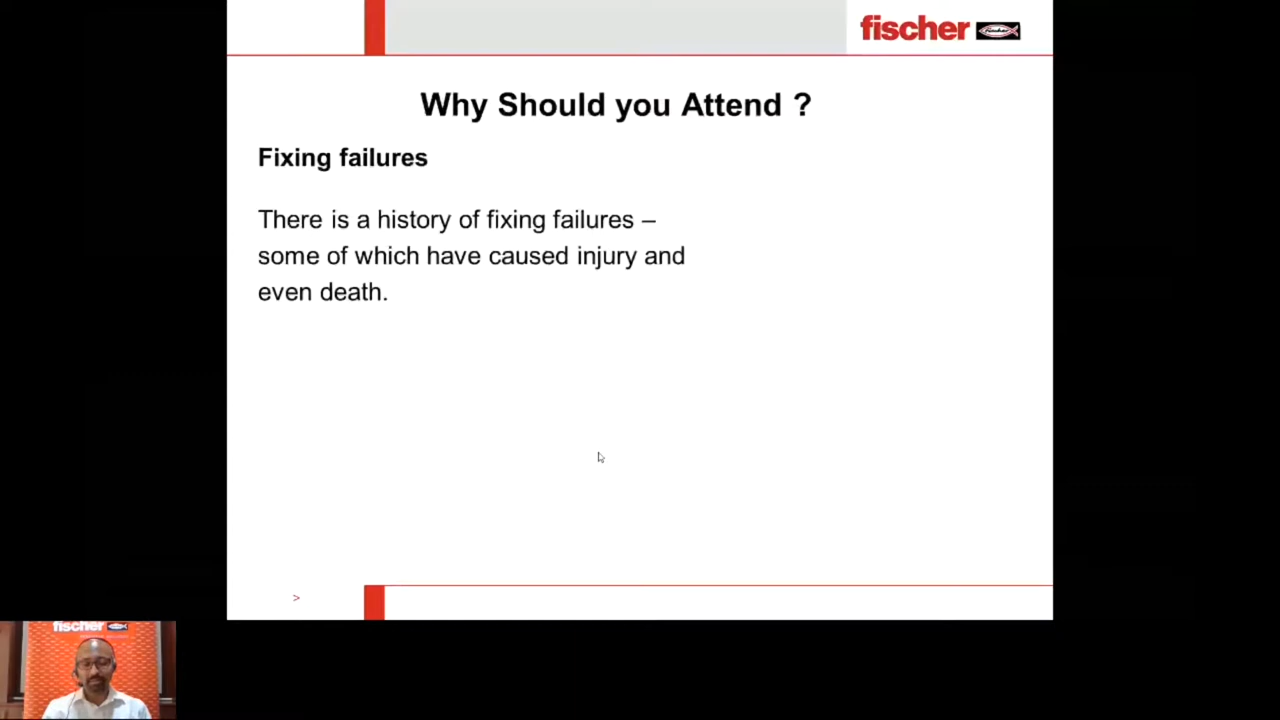 fischer
fischer
Why Should you Attend ?
Fixing failures
There is a history of fixing failures –
some of which have caused injury and
even death.
>
fischer